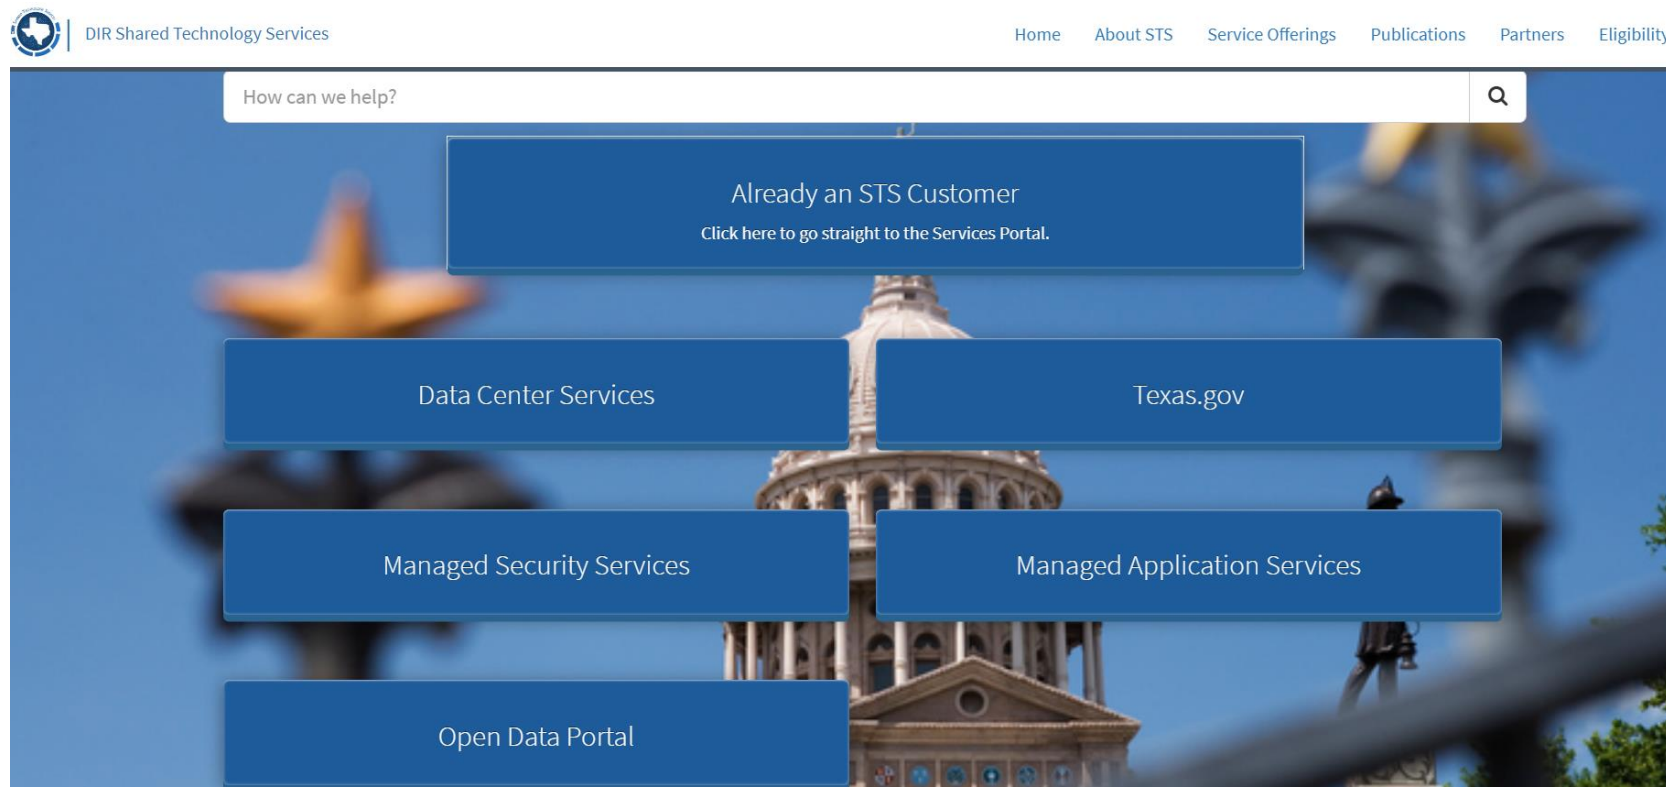 DIR Shared Technology Services
Home About STS Service Offerings Publications Partners Eligibility
How can we help?
Already an STS Customer
Click here to go straight to the Services Portal.
Data Center Services
Texas.gov
Managed Security Services
Managed Application Services
Open Data Portal